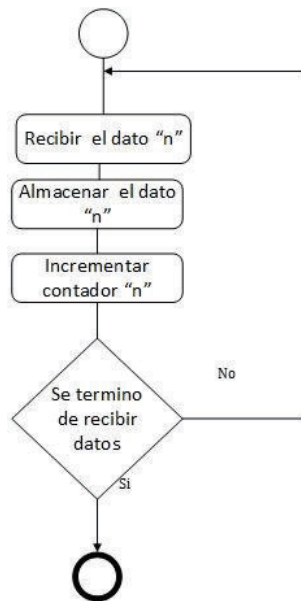 Recibir el dato “n”
Almacenar el dato
“n”
Incrementar
contador “n”
Se termino
de recibir
datos
No
Si